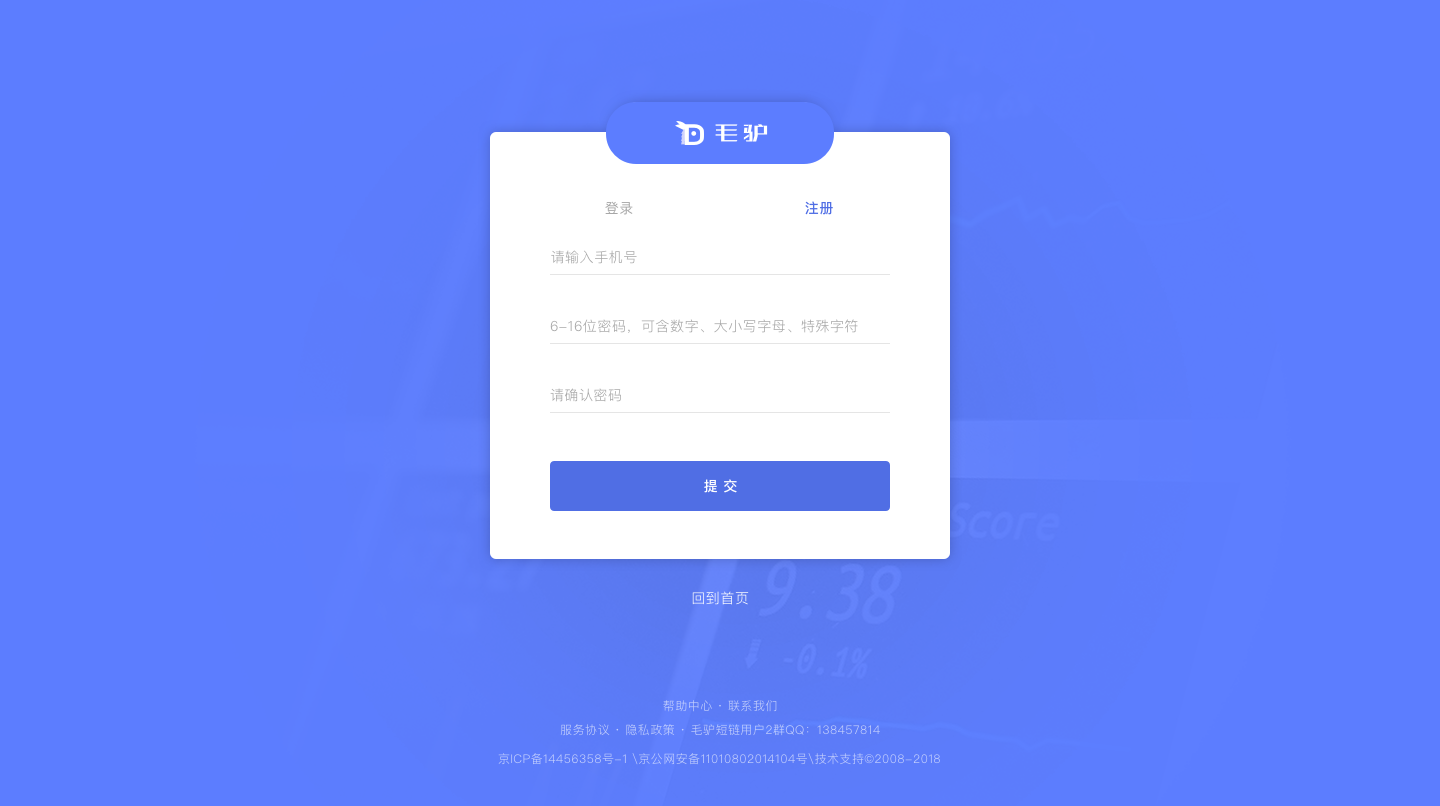 毛驴
登录 注册
请输入手机号
6-16位密码，可含数字、大小写字母、特殊字符
请确认密码
提 交
Score
9.38
-0.1%
回到首页
帮助中心 · 联系我们
服务协议 · 隐私政策 · 毛驴短链用户2群QQ：138457814
京ICP备14456358号-1 \京公网安备11010802014104号\技术支持©2008-2018